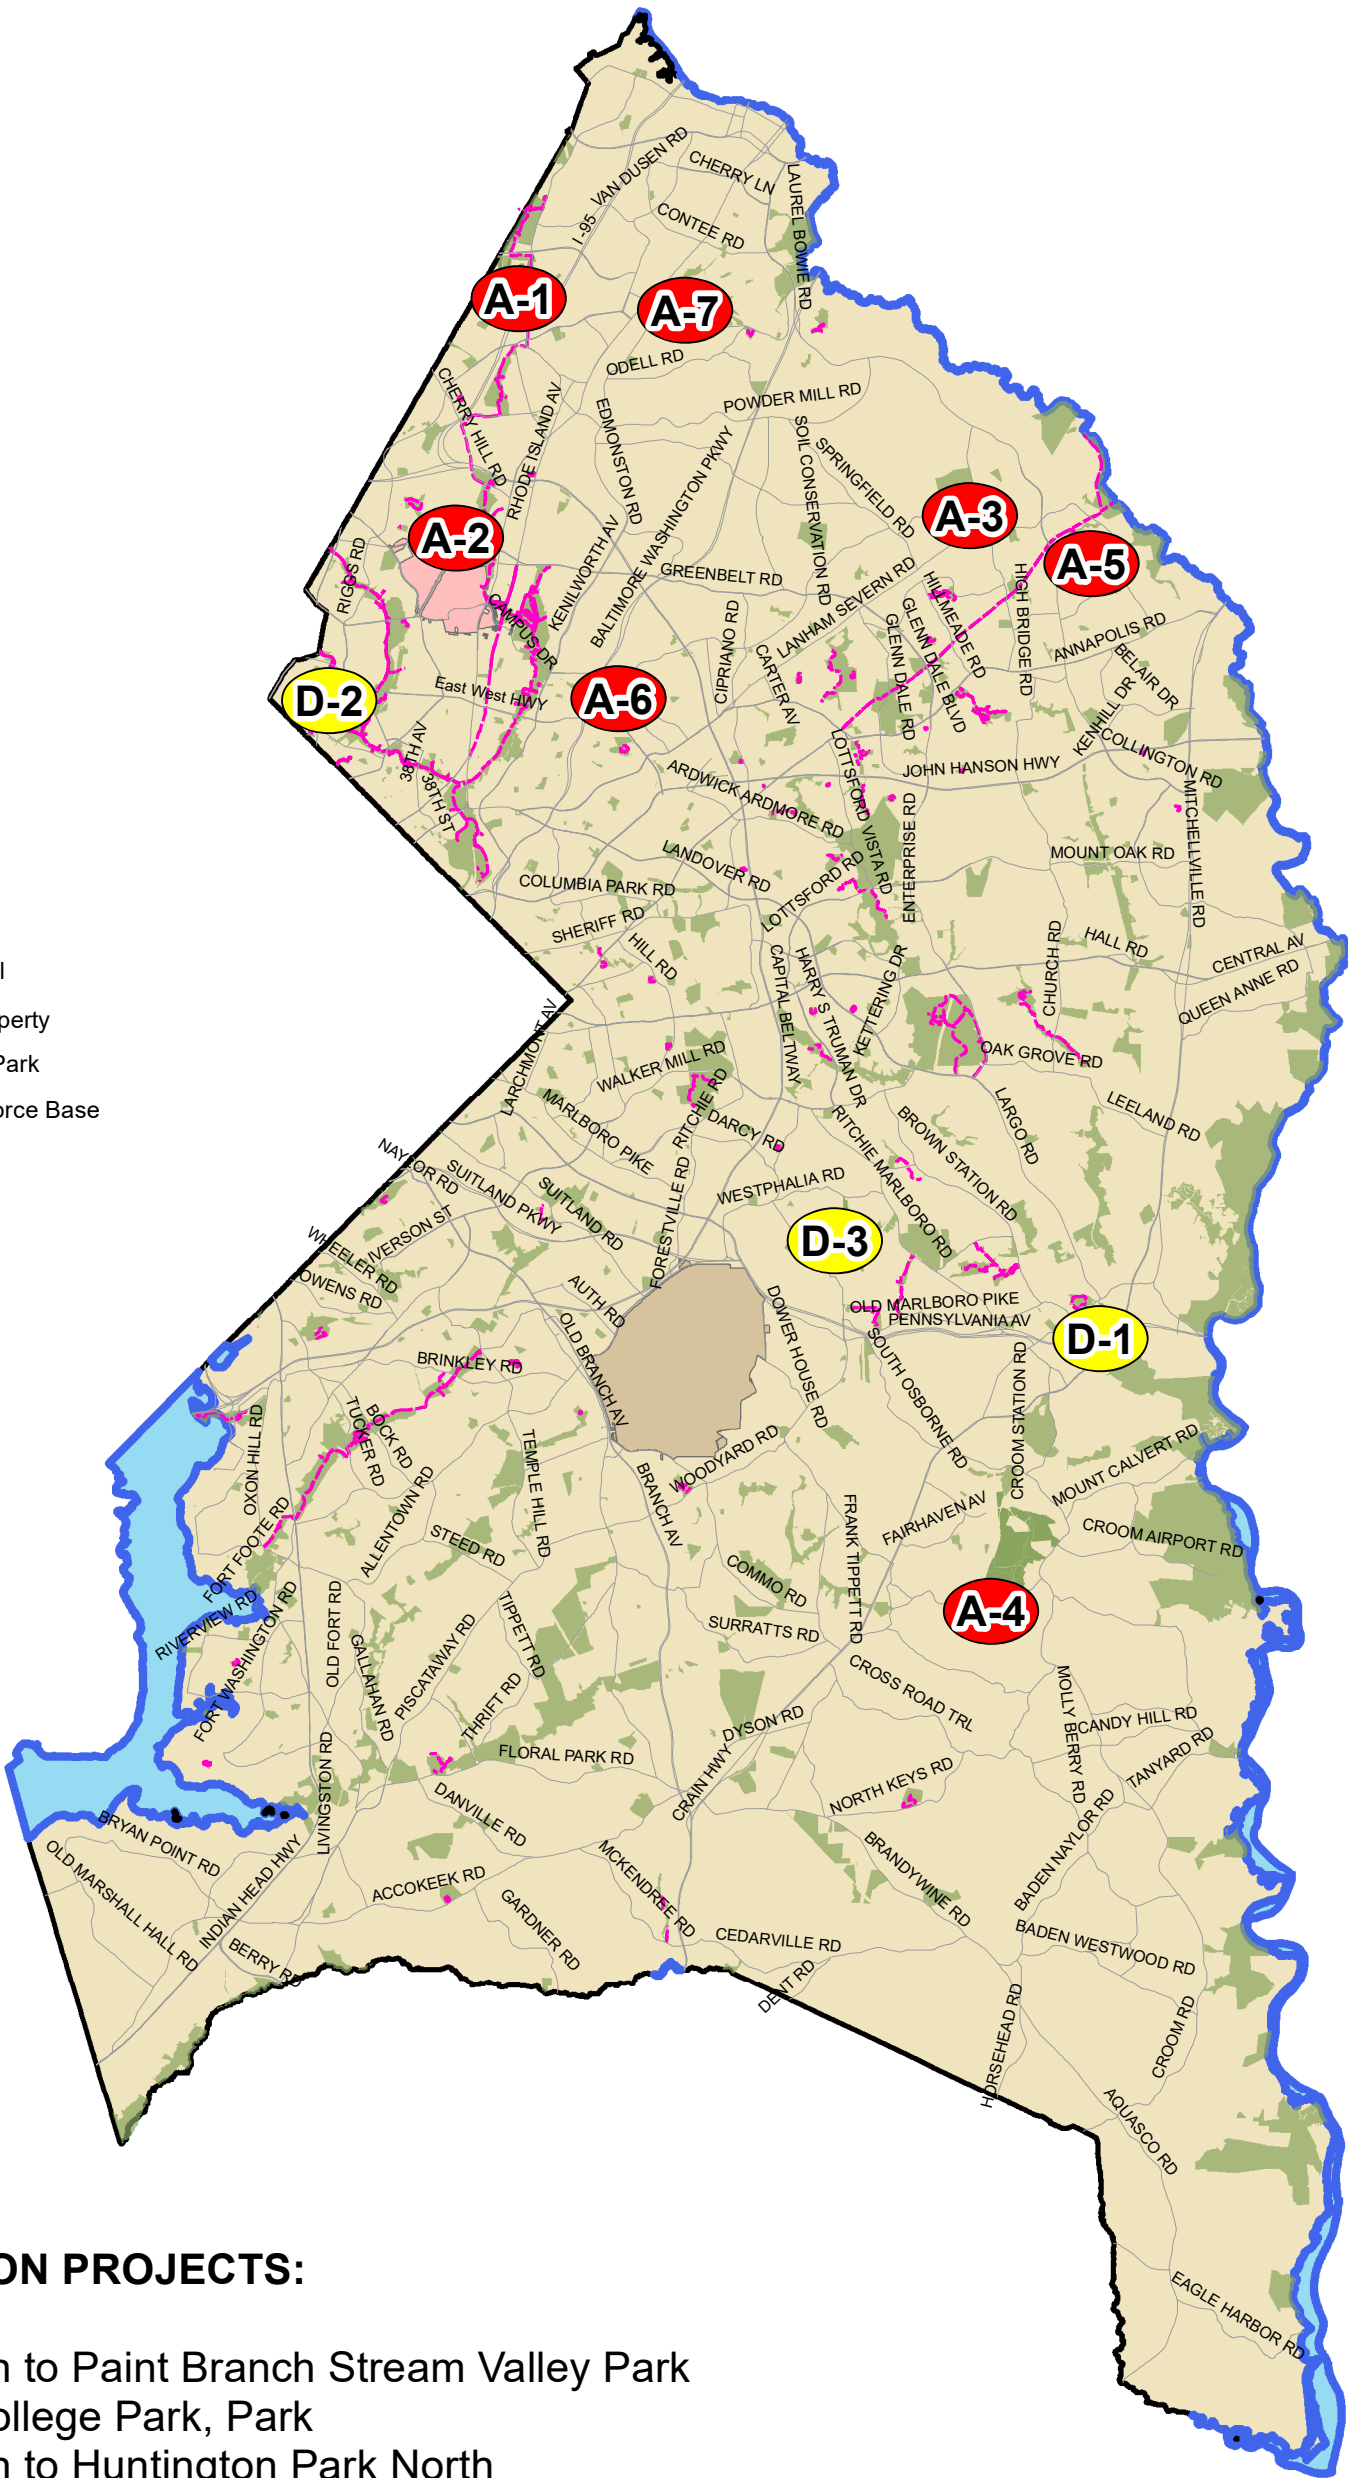 VAN DUSEN RD
CHERRY LN
I-95
CONTEE RD
LAUREL BOWIE RD
A-1
A-7
ODELL RD
CHERRY HILL RD
RHODE ISLAND AV
EDMONSTON RD
POWDER MILL RD
BALTIMORE WASHINGTON PKWY
SOIL CONSERVATION RD
SPRINGFIELD RD
A-3
A-2
A-5
RIGGS RD
KENILWORTH AV
GREENBELT RD
CAMPUS DR
LANHAM SEVERN RD
HILLMEADE RD
HIGH BRIDGE RD
CIPRIANO RD
GLENN DALE RD
GLENN DALE BLVD
ANNAPOLIS RD
BELAIR DR
CARTER AV
D-2
East West HWY
A-6
KENHILL DR
COLLINGTON RD
38TH AV
38TH ST
ARDWICK ARDMORE RD
LOTTSFORD VISTA RD
JOHN HANSON HWY
ENTERPRISE RD
MITCHELLVILLE RD
LANDOVER RD
MOUNT OAK RD
COLUMBIA PARK RD
LOTTSFORD RD
SHERIFF RD
HILL RD
CAPITAL BELTWAY
HARRY S TRUMAN DR
KETTERING DR
CHURCH RD
HALL RD
CENTRAL AV
QUEEN ANNE RD
l
perty
Park
orce Base
LARCHMONT AV
WALKER MILL RD
OAK GROVE RD
RITCHIE RD
MARLBORO PIKE
DARCY RD
LARGO RD
LEELAND RD
RITCHIE MARLBORO RD
BROWN STATION RD
NAYLOR RD
SUITLAND PKWY
SUITLAND RD
FORESTVILLE RD
WESTPHALIA RD
IVERSON ST
WHEELER RD
OWENS RD
D-3
AUTH RD
OLD BRANCH AV
DOWER HOUSE RD
OLD MARLBORO PIKE
PENNSYLVANIA AV
D-1
BRINKLEY RD
SOUTH OSBORNE RD
CROOM STATION RD
OXON HILL RD
TUCKER RD
BOCK RD
TEMPLE HILL RD
WOODYARD RD
MOUNT CALVERT RD
BRANCH AV
ALLENTOWN RD
FORT FOOTE RD
STEED RD
FRANK TIPPETT RD
FAIRHAVEN AV
CROOM AIRPORT RD
COMMO RD
RIVERVIEW RD
FORT WASHINGTON RD
OLD FORT RD
TIPPETT RD
SURRATTS RD
A-4
GALLAHAN RD
PISCATAWAY RD
THRIFT RD
CROSS ROAD TRL
MOLLY BERRY RD
CANDY HILL RD
TANYARD RD
DYSON RD
FLORAL PARK RD
LIVINGSTON RD
CRAIN HWY
NORTH KEYS RD
DANVILLE RD
BRYAN POINT RD
OLD MARSHALL HALL RD
INDIAN HEAD HWY
ACCOKEEK RD
MCKENDREE RD
BRANDYWINE RD
BADEN NAYLOR RD
GARDNER RD
BERRY RD
CEDARVILLE RD
BADEN WESTWOOD RD
DENT RD
HORSEHEAD RD
CROOM RD
AQUASCO RD
EAGLE HARBOR RD
ON PROJECTS:
n to Paint Branch Stream Valley Park
ollege Park, Park
n to Huntington Park North